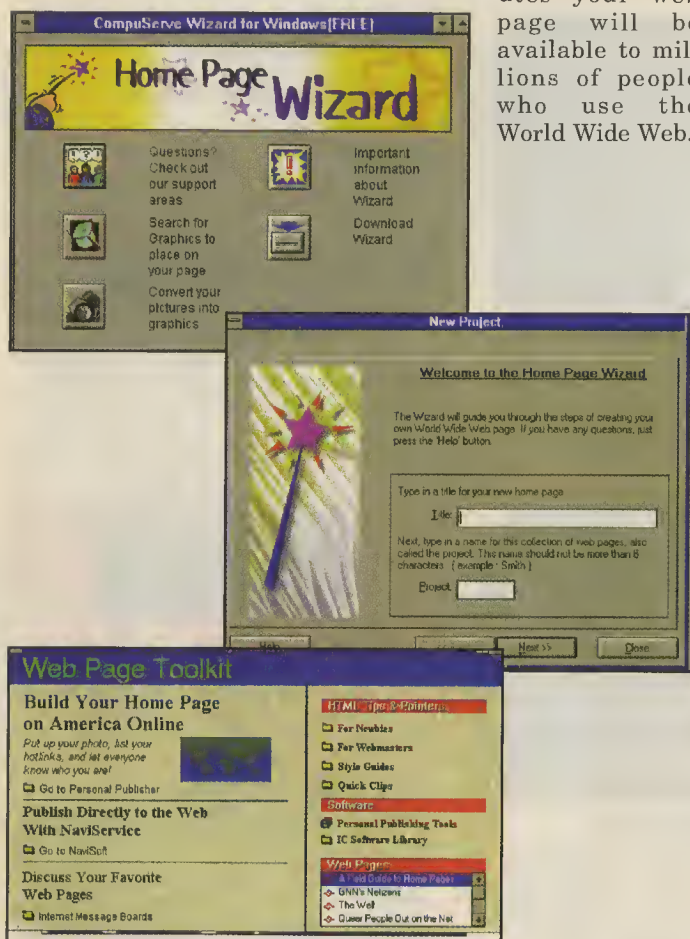 page will be
available to mil
lions of people
who use the
World Wide Web.
CompuServe Wizard for Windows(FREE)
Home Page Wizard
Questions?
Check out
our support
areas
Search for
Graphics to
place on
your page
Convert your
pictures into
graphics
Important
information
about
Wizard
Download
Wizard
New Project
Welcome to the Home Page Wizard
The Wizard will guide you through the steps of creating your
own World Wide Web page. If you have any questions, just
press the 'Help' button.
Type in a title for your new home page
Title:
Next, type in a name for this collection of web pages, also
called the project. This name should not be more than 8
characters. ( example : Smith )
Project:
Help
Next >>
Close
Web Page Toolkit
Build Your Home Page
on America Online
Put up your photo, list your
hotlinks, and let everyone
know who you are!
Go to Personal Publisher
Publish Directly to the Web
With NaviService
Go to NaviSoft
Discuss Your Favorite
Web Pages
Internet Message Boards
HTML Tips & Pointers
For Newbies
For Webmasters
Style Guides
Quick Clips
Software
Personal Publishing Tools
IC Software Library
Web Pages
A Field Guide to Home Pages
GNN's Netizens
The Well
Queer People Out on the Net